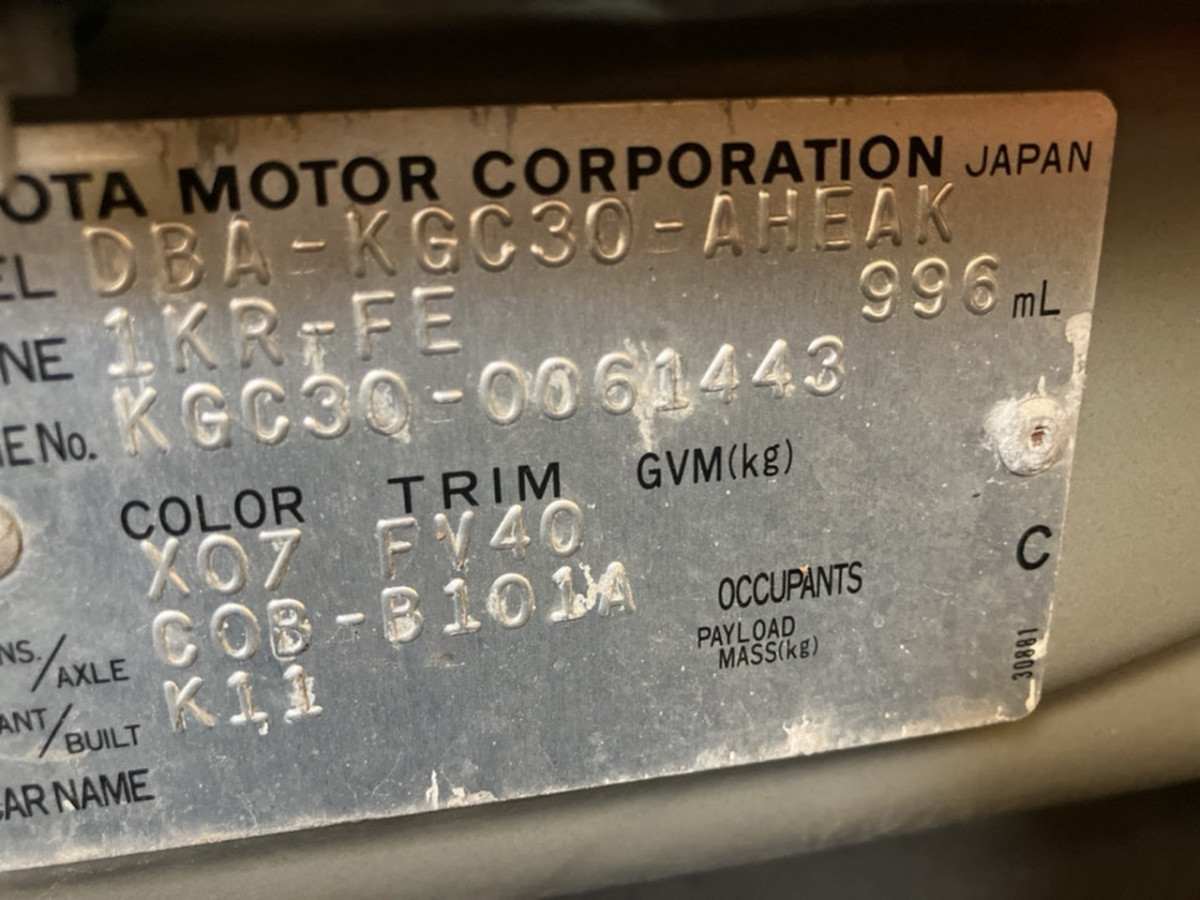 OTA MOTOR CORPORATION JAPAN
EL DBA-KGC30-AHEAK
NE 1KR-FE 996 mL
E No. KGC30-0061443
COLOR TRIM GVM(kg)
X07 FV40
C
NS./AXLE C0B-B101A OCCUPANTS
PAYLOAD
MASS(kg)
ANT/BUILT K11
30881
CAR NAME